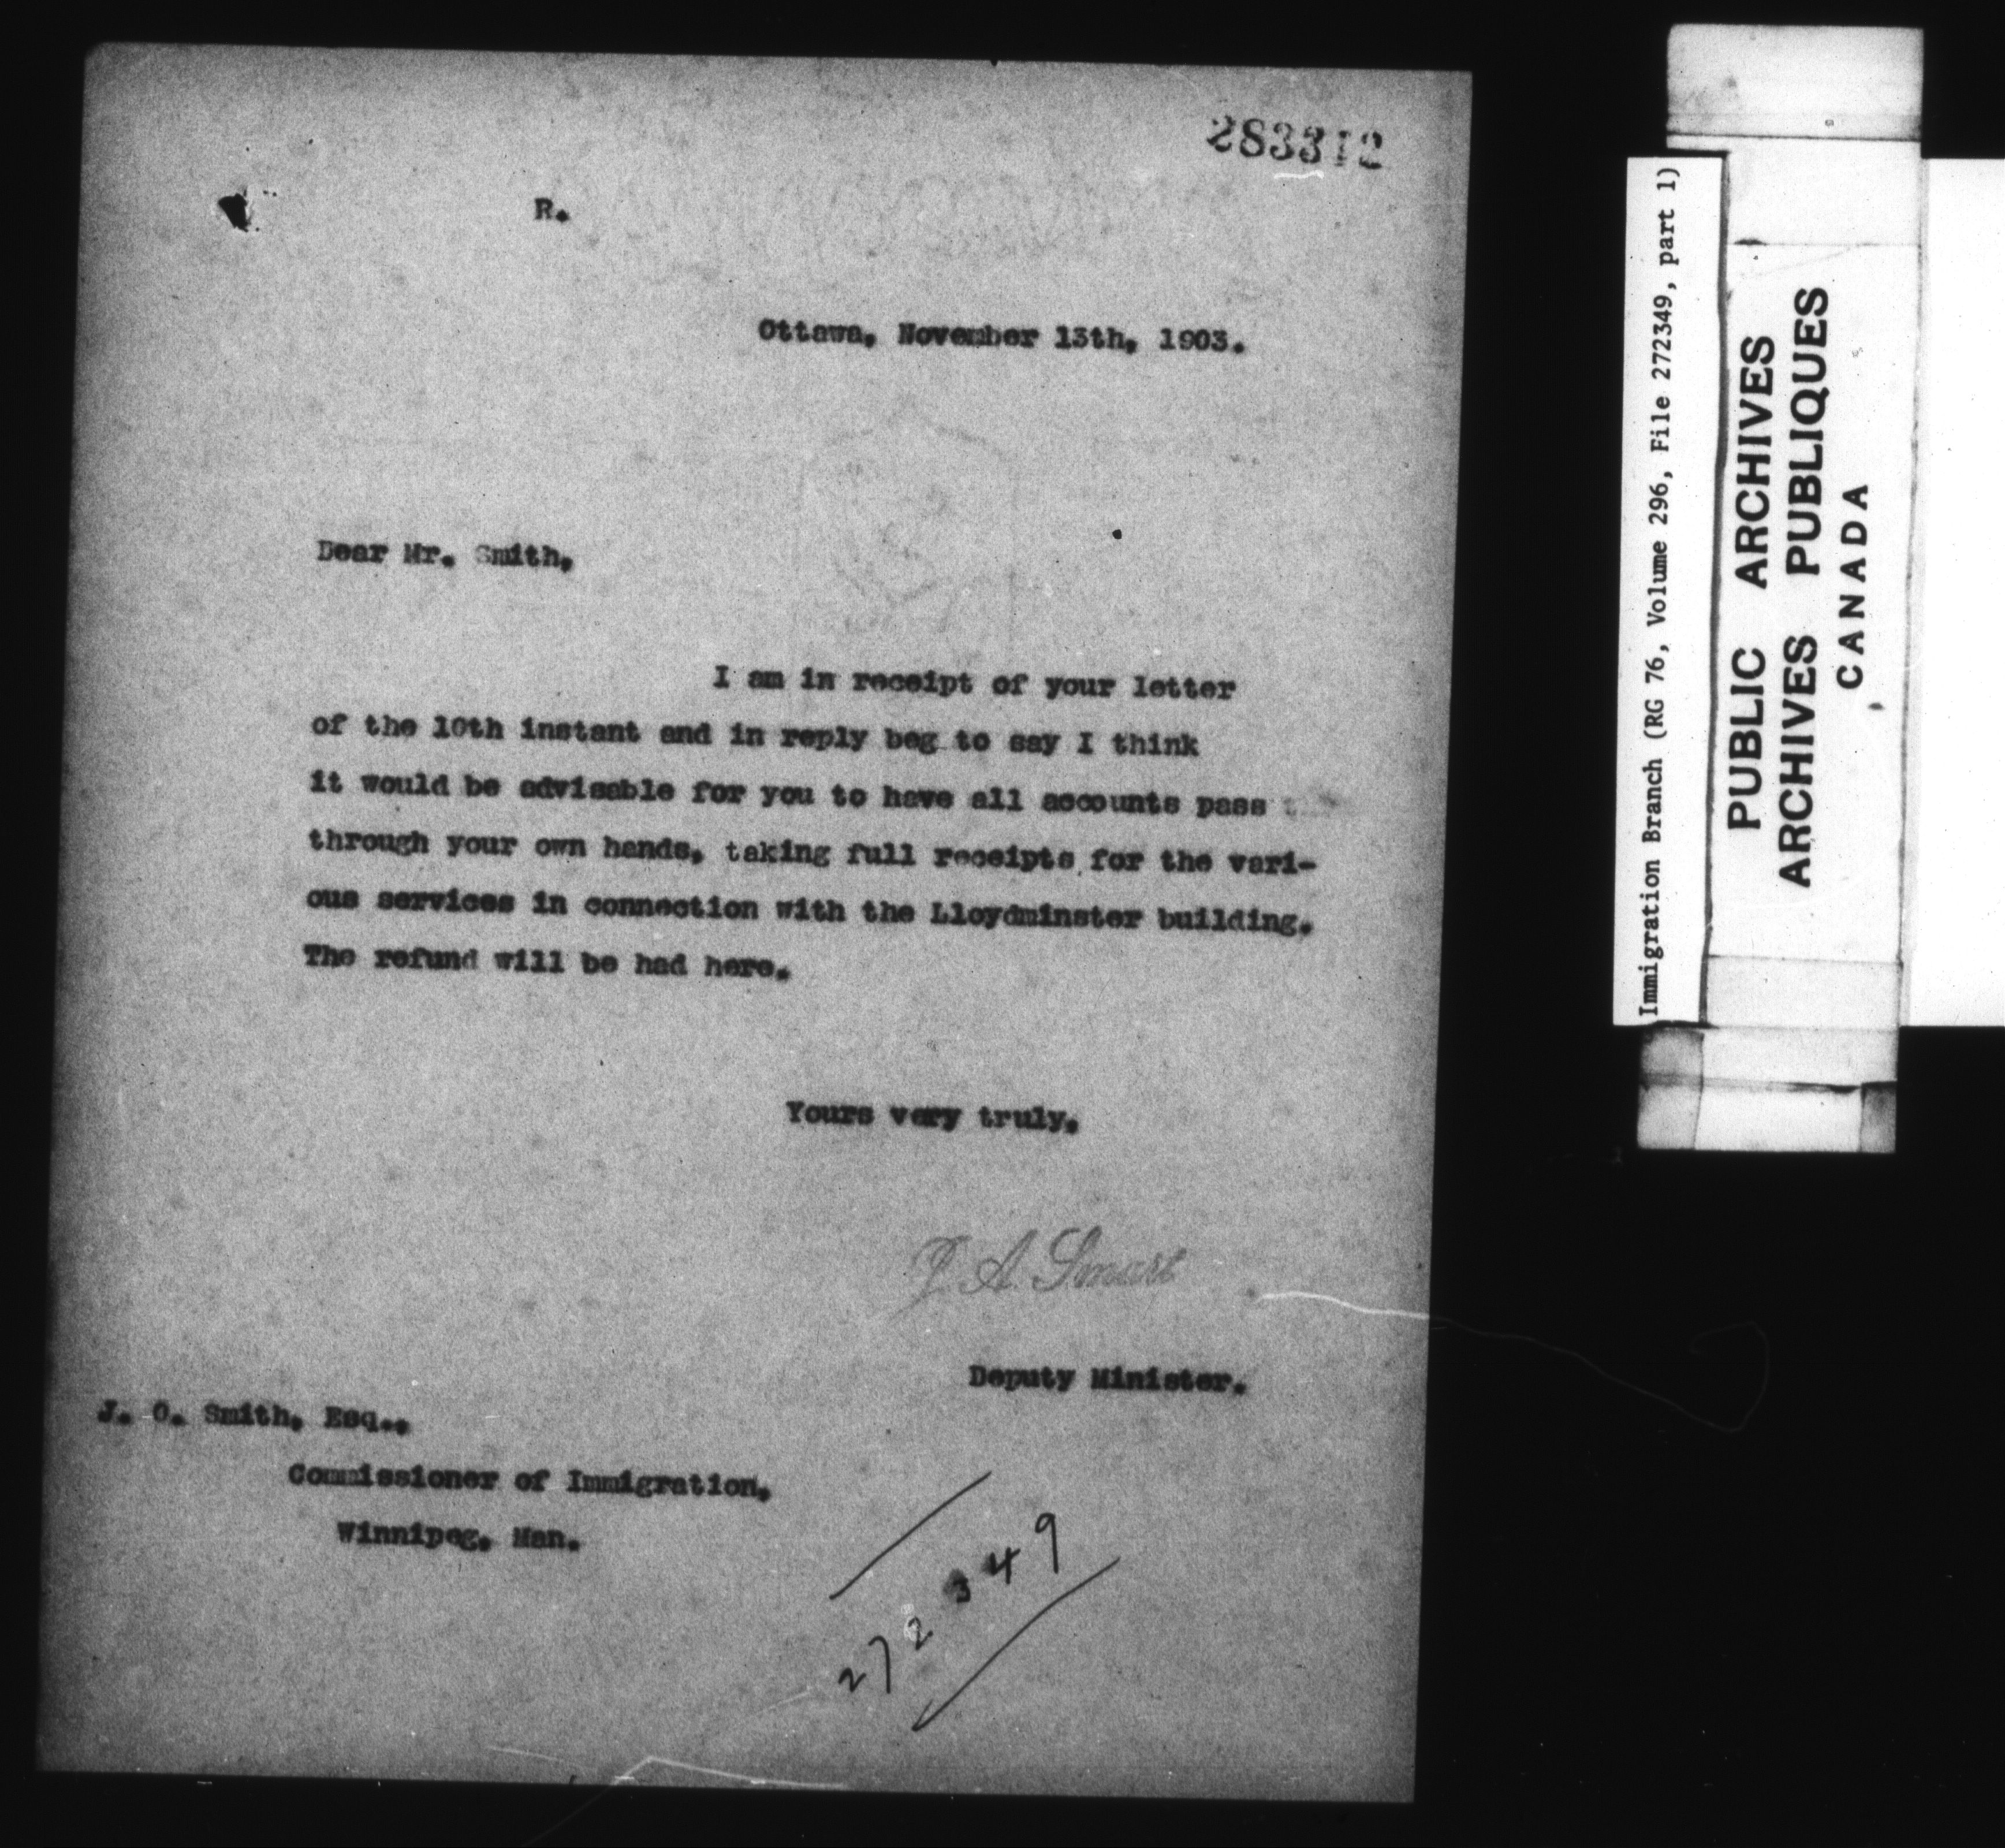 283312
R.
Ottawa, November 13th, 1903.
Dear Mr. Smith,
I am in receipt of your letter
of the 10th instant and in reply beg to say I think
it would be advisable for you to have all accounts pass
through your own hands, taking full receipts for the vari-
ous services in connection with the Lloydminster building.
The refund will be had here.
Yours very truly,
J. A. Smart
Deputy Minister.
J. O. Smith, Esq.,
Commissioner of Immigration,
Winnipeg, Man.
272349
Immigration Branch (RG 76, Volume 296, File 272349, part 1)
PUBLIC ARCHIVES
ARCHIVES PUBLIQUES
CANADA